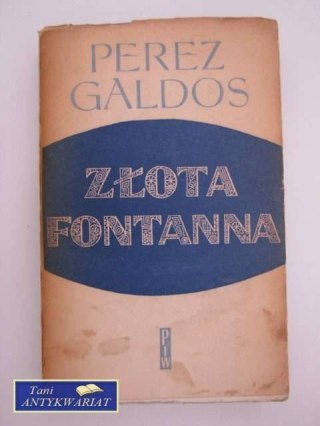 PEREZ
GALDOS
ZŁOTA
FONTANNA
PIW
Tani
ANTYKWARIAT